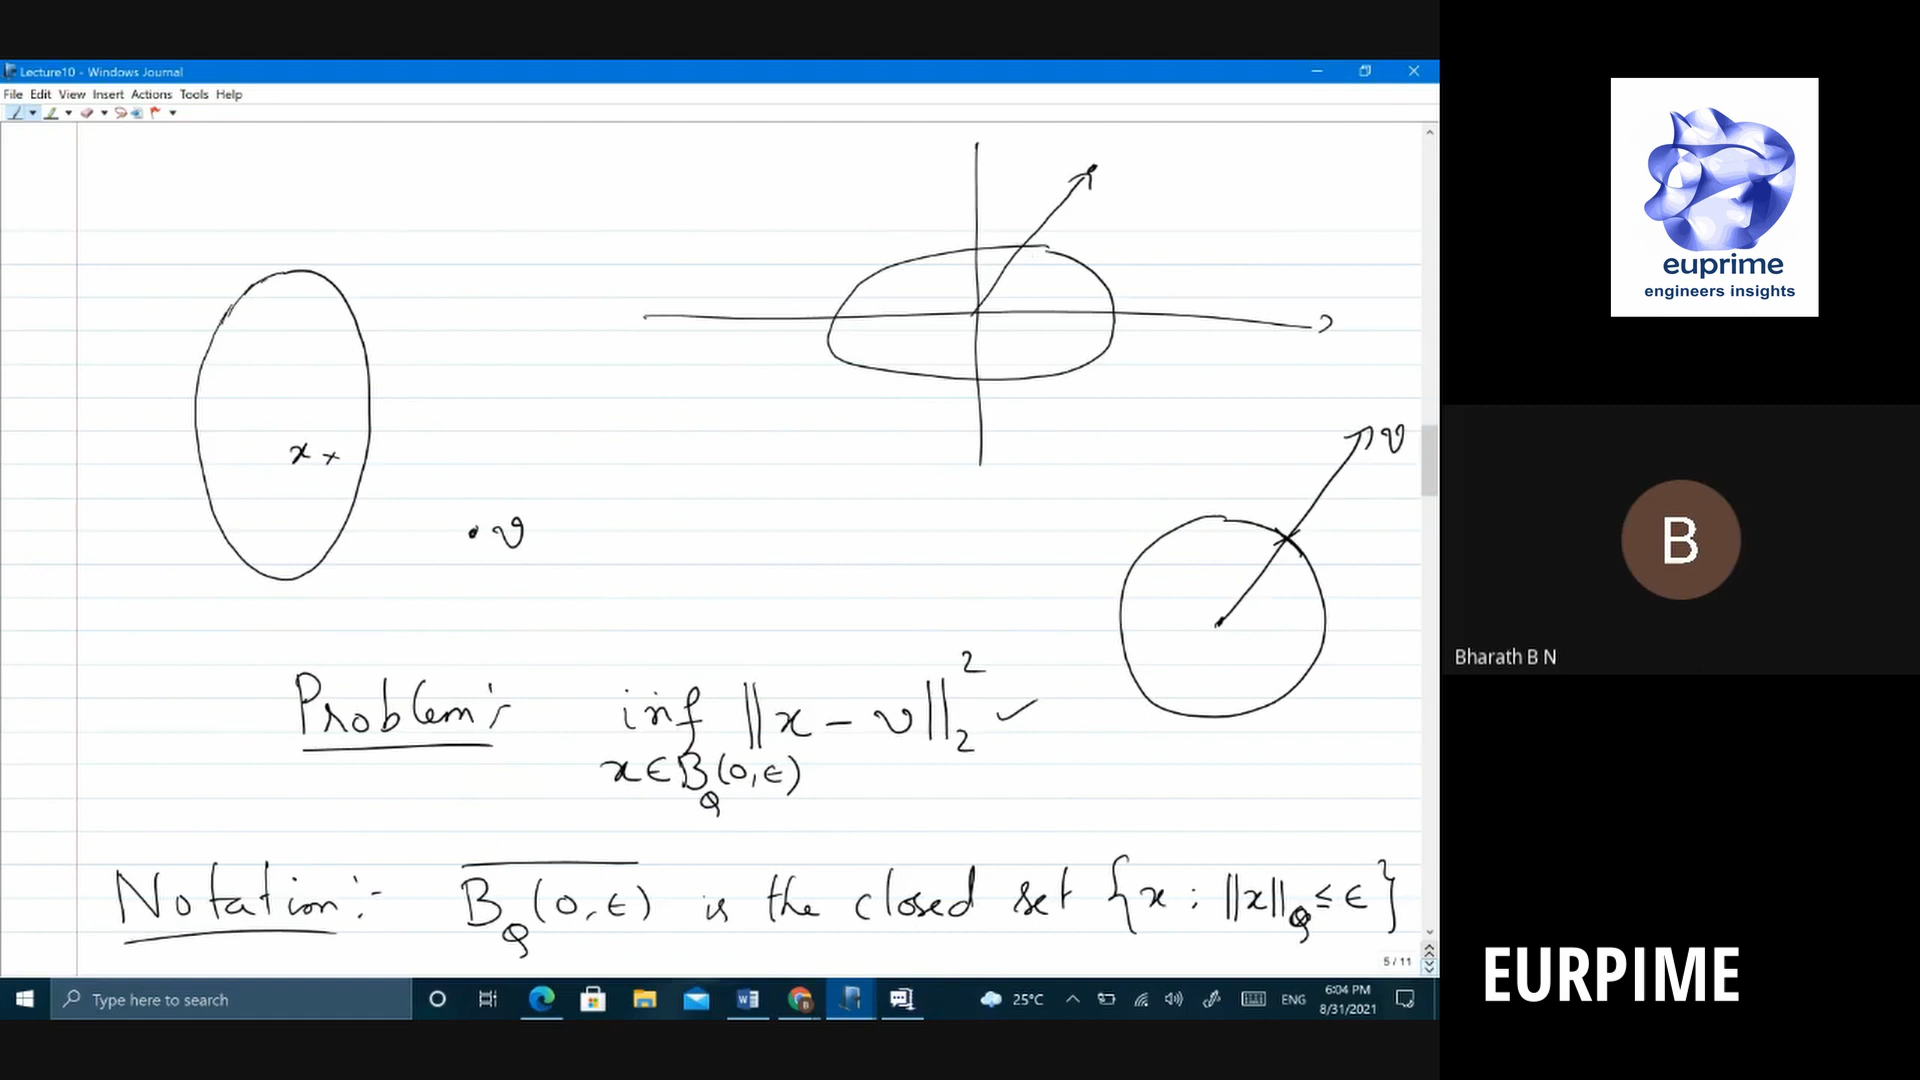 Lecture10 - Windows Journal
File Edit View Insert Actions Tools Help
x
v
v
Problem:- inf ||x - v||₂² ✓
x ∈ B_Q(0, ϵ)
Notation:- \overline{B_Q(0, ϵ)} is the closed set {x : ||x||_Q ≤ ϵ}
5 / 11
Type here to search
25°C
ENG
6:04 PM
8/31/2021
euprime
engineers insights
B
Bharath B N
EURPIME